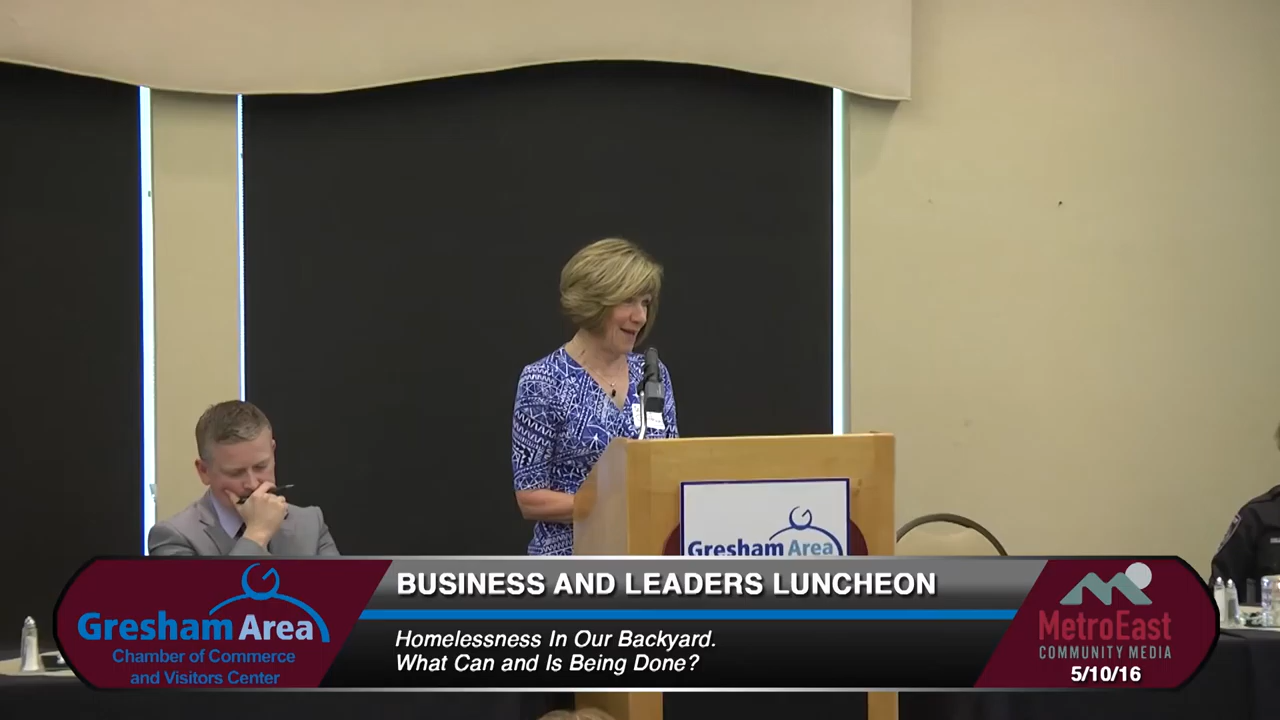 Gresham Area
BUSINESS AND LEADERS LUNCHEON
Homelessness In Our Backyard.
What Can and Is Being Done?
Gresham Area
Chamber of Commerce
and Visitors Center
MetroEast
COMMUNITY MEDIA
5/10/16